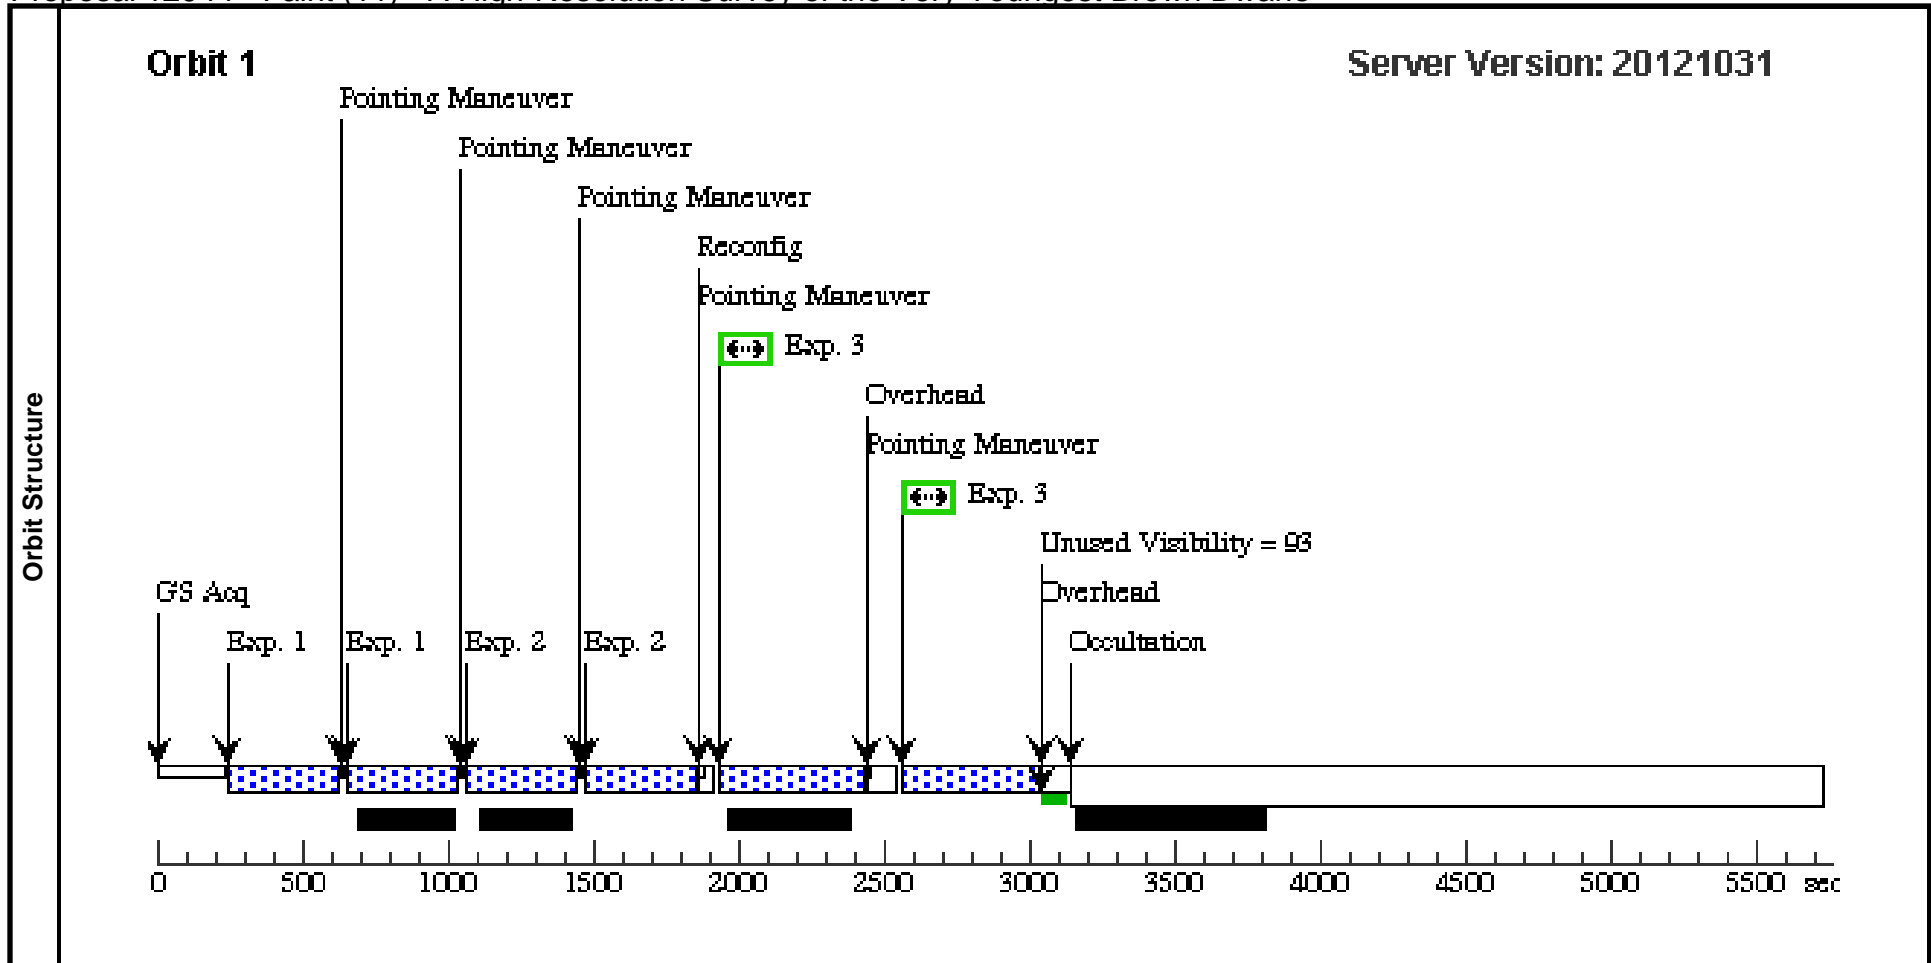 Orbit 1
Server Version: 20121031
Pointing Maneuver
Pointing Maneuver
Pointing Maneuver
Reconfig
Pointing Maneuver
Exp. 3
Overhead
Pointing Maneuver
Exp. 3
Unused Visibility = 93
GS Acq
Overhead
Exp. 1
Exp. 1
Exp. 2
Exp. 2
Occultation
0 500 1000 1500 2000 2500 3000 3500 4000 4500 5000 5500 sec
Orbit Structure